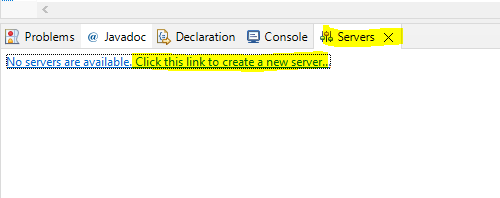 Problems @ Javadoc Declaration Console Servers
No servers are available. Click this link to create a new server...